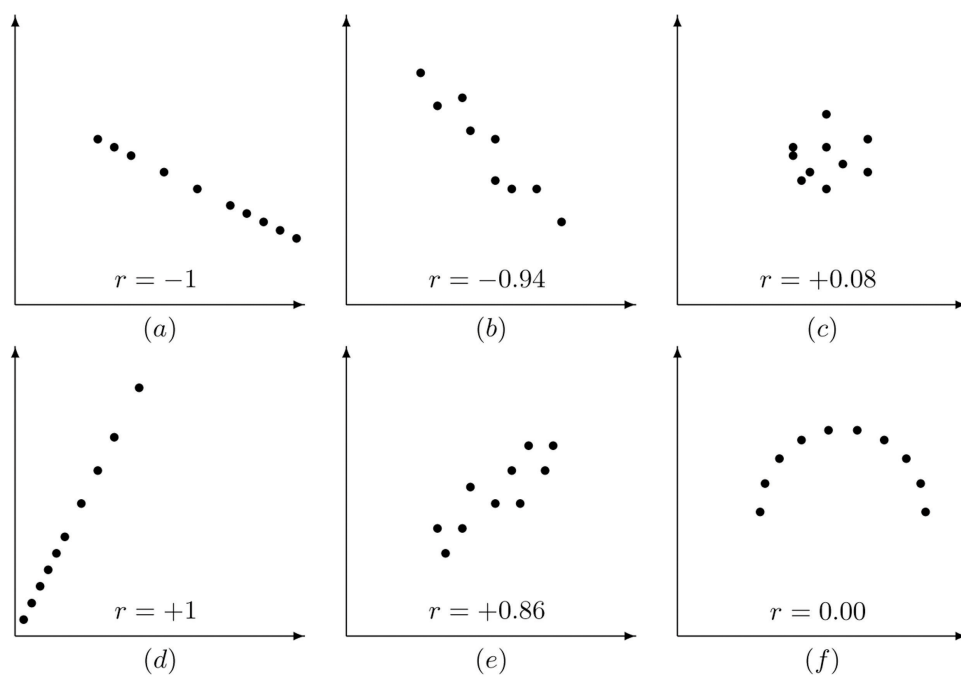 r = −1
r = −0.94
r = +0.08
(a)
(b)
(c)
r = +1
r = +0.86
r = 0.00
(d)
(e)
(f)